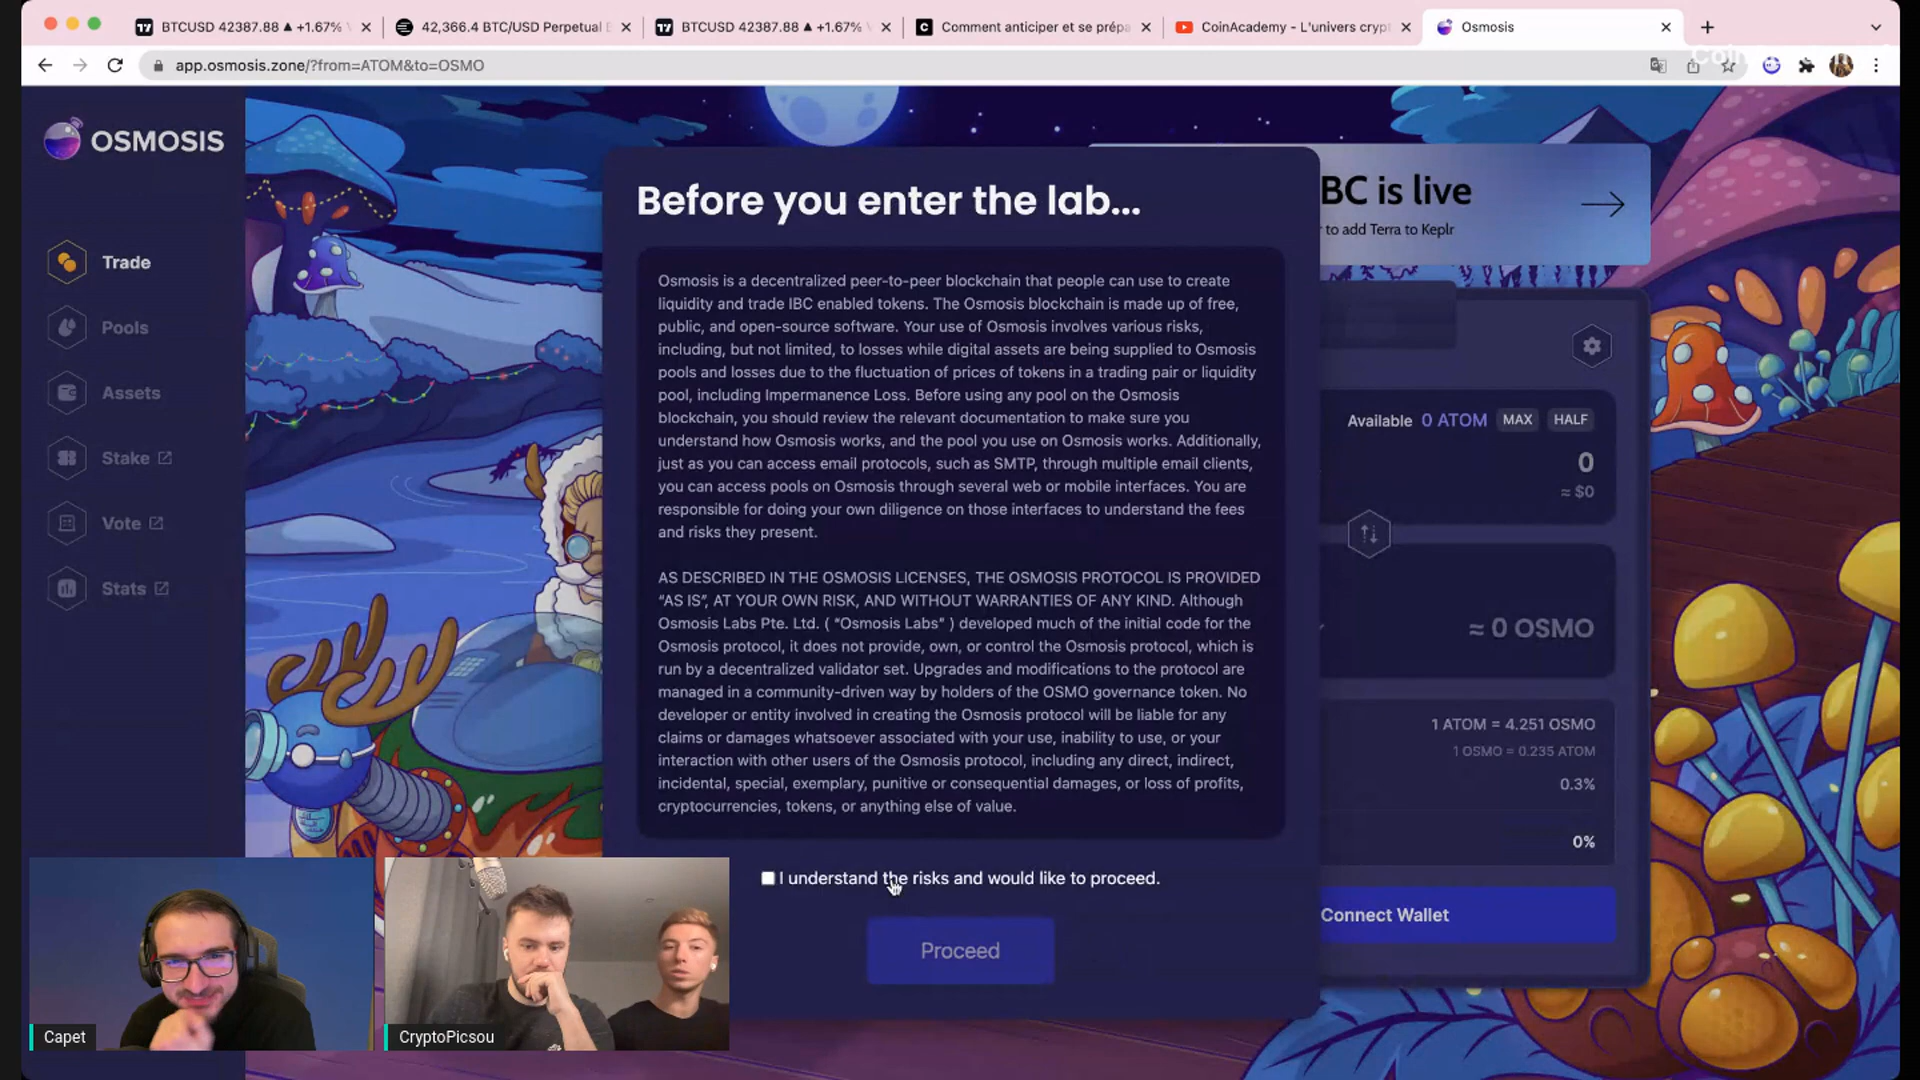 BTCUSD 42387.88 ▲ +1.67%
42,366.4 BTC/USD Perpetual
BTCUSD 42387.88 ▲ +1.67%
Comment anticiper et se prépa
CoinAcademy - L'univers crypt
Osmosis
app.osmosis.zone/?from=ATOM&to=OSMO
OSMOSIS
Trade
Pools
Assets
Stake
Vote
Stats
Before you enter the lab...
Osmosis is a decentralized peer-to-peer blockchain that people can use to create
liquidity and trade IBC enabled tokens. The Osmosis blockchain is made up of free,
public, and open-source software. Your use of Osmosis involves various risks,
including, but not limited, to losses while digital assets are being supplied to Osmosis
pools and losses due to the fluctuation of prices of tokens in a trading pair or liquidity
pool, including Impermanence Loss. Before using any pool on the Osmosis
blockchain, you should review the relevant documentation to make sure you
understand how Osmosis works, and the pool you use on Osmosis works. Additionally,
just as you can access email protocols, such as SMTP, through multiple email clients,
you can access pools on Osmosis through several web or mobile interfaces. You are
responsible for doing your own diligence on those interfaces to understand the fees
and risks they present.
AS DESCRIBED IN THE OSMOSIS LICENSES, THE OSMOSIS PROTOCOL IS PROVIDED
“AS IS”, AT YOUR OWN RISK, AND WITHOUT WARRANTIES OF ANY KIND. Although
Osmosis Labs Pte. Ltd. ( “Osmosis Labs” ) developed much of the initial code for the
Osmosis protocol, it does not provide, own, or control the Osmosis protocol, which is
run by a decentralized validator set. Upgrades and modifications to the protocol are
managed in a community-driven way by holders of the OSMO governance token. No
developer or entity involved in creating the Osmosis protocol will be liable for any
claims or damages whatsoever associated with your use, inability to use, or your
interaction with other users of the Osmosis protocol, including any direct, indirect,
incidental, special, exemplary, punitive or consequential damages, or loss of profits,
cryptocurrencies, tokens, or anything else of value.
I understand the risks and would like to proceed.
Proceed
BC is live
to add Terra to Keplr
Available 0 ATOM MAX HALF
0
≈ $0
≈ 0 OSMO
1 ATOM = 4.251 OSMO
1 OSMO = 0.235 ATOM
0.3%
0%
Connect Wallet
Capet
CryptoPicsou